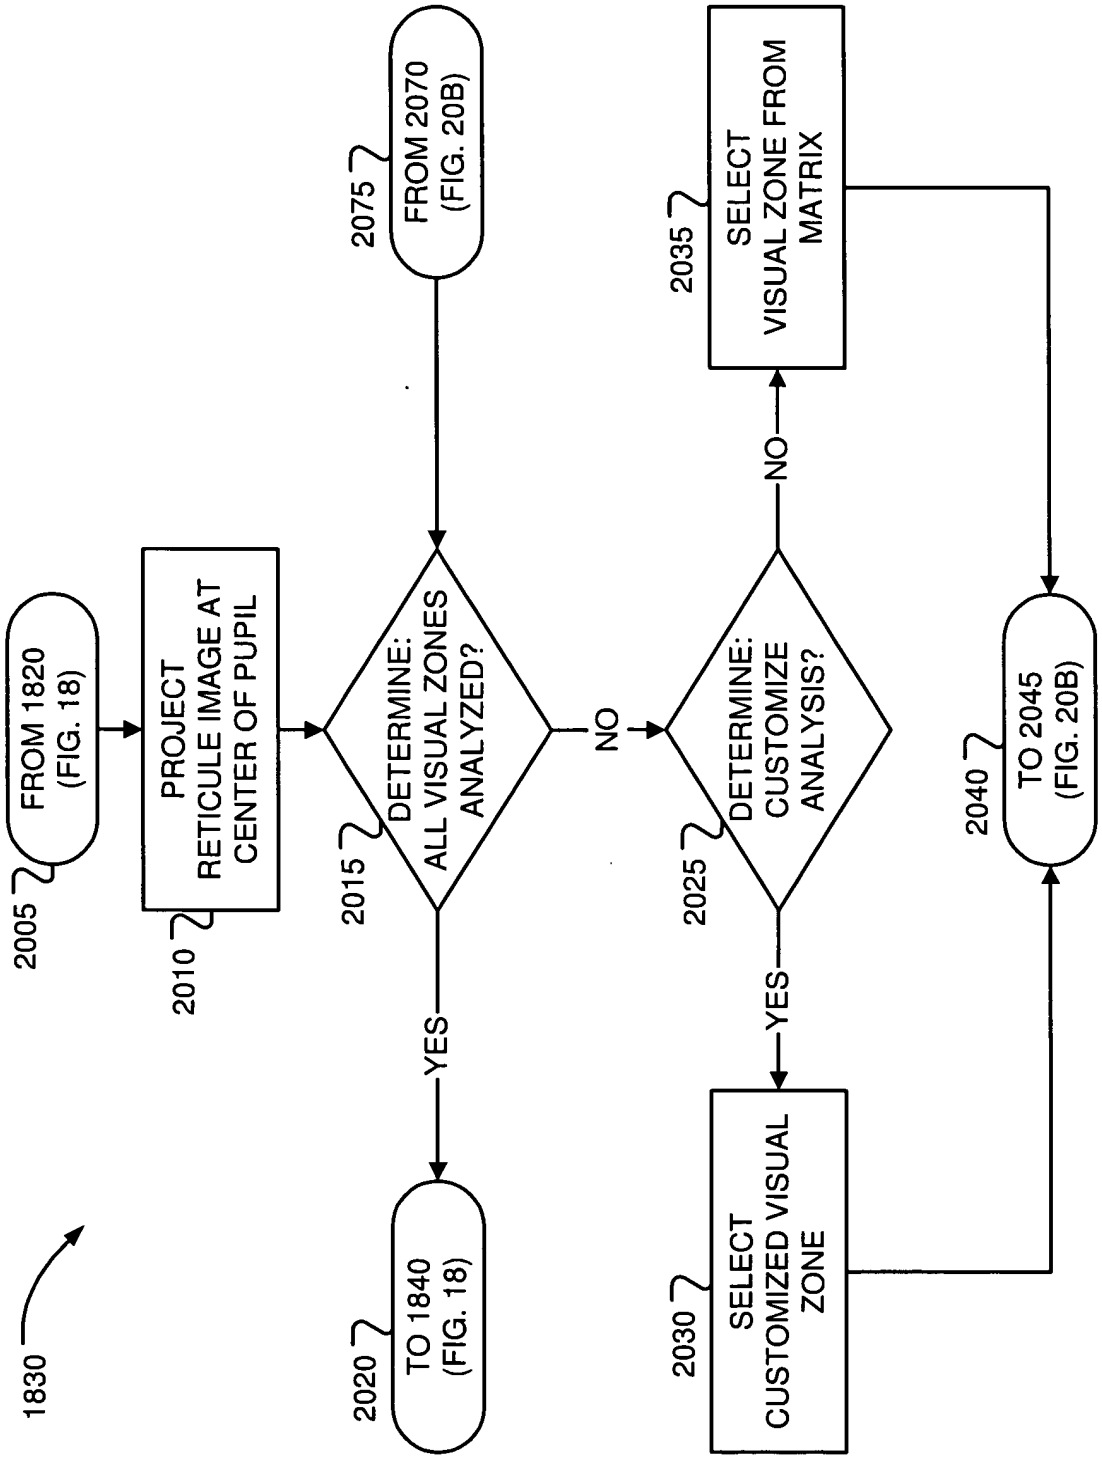 1830
2005
FROM 1820
(FIG. 18)
2010
PROJECT
RETICULE IMAGE AT
CENTER OF PUPIL
2015
DETERMINE:
ALL VISUAL ZONES
ANALYZED?
2075
FROM 2070
(FIG. 20B)
YES
2020
TO 1840
(FIG. 18)
NO
2025
DETERMINE:
CUSTOMIZE
ANALYSIS?
YES
2030
SELECT
CUSTOMIZED VISUAL
ZONE
NO
2035
SELECT
VISUAL ZONE FROM
MATRIX
2040
TO 2045
(FIG. 20B)